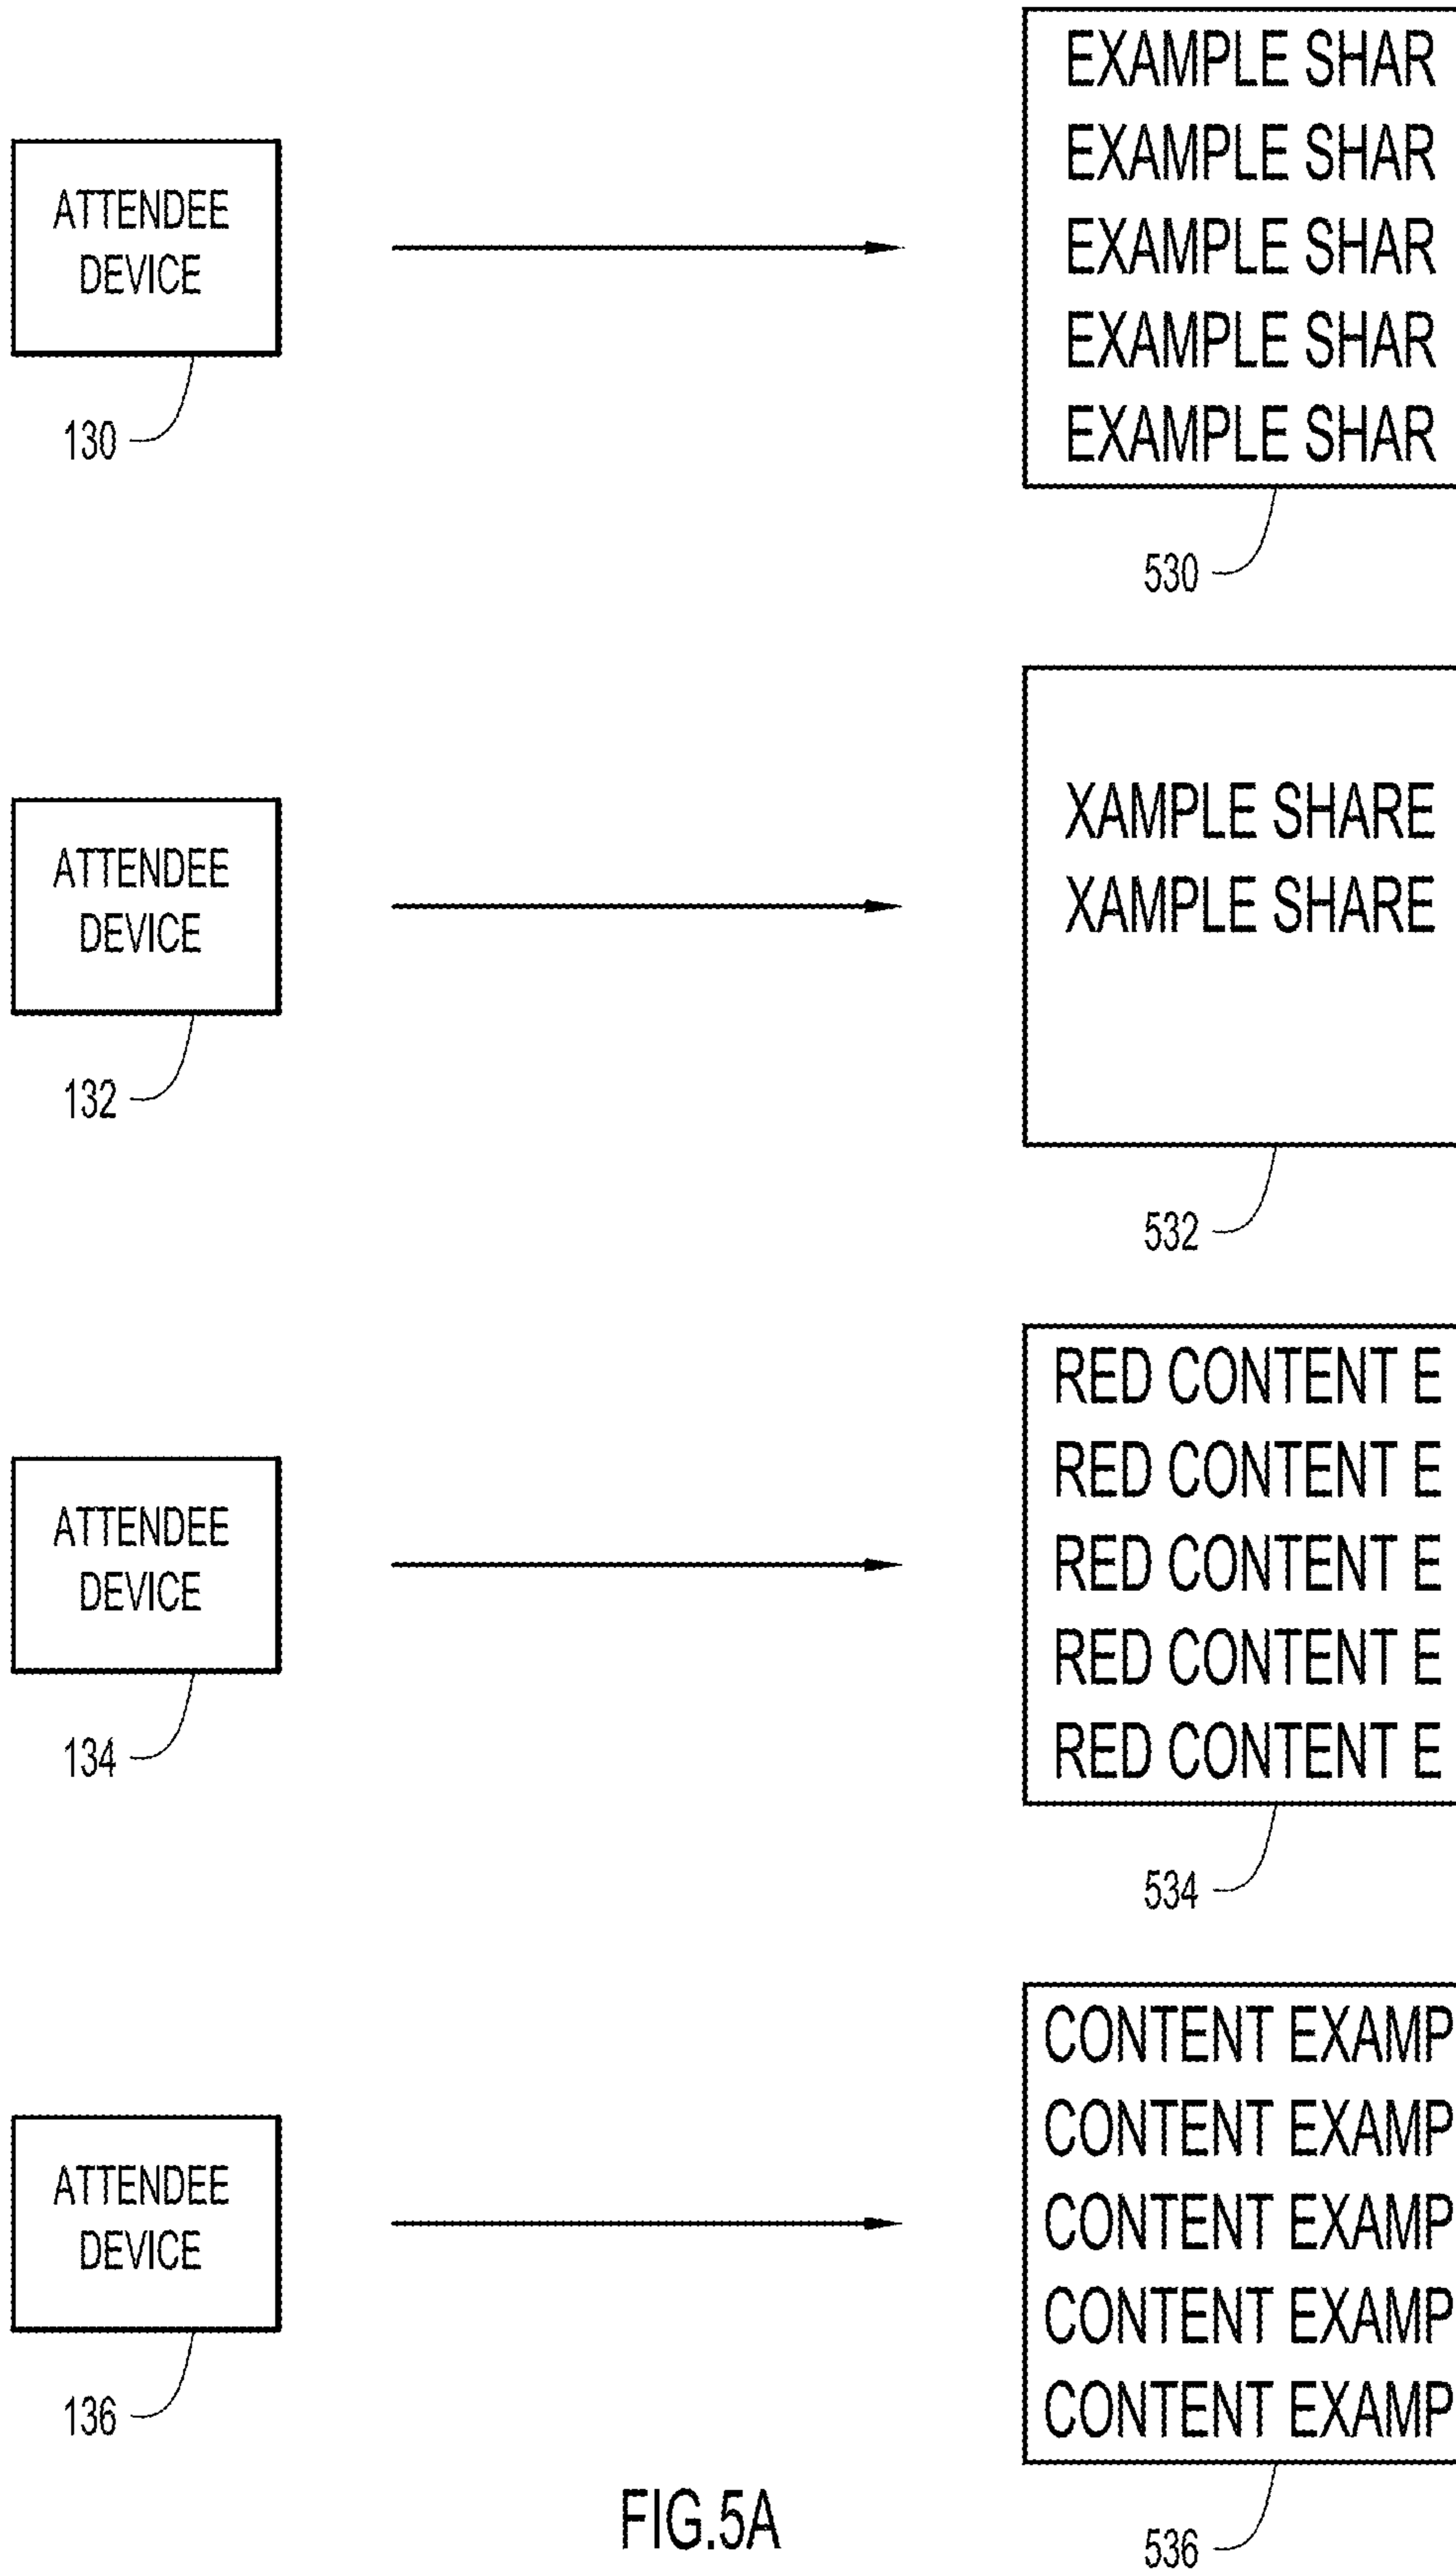 EXAMPLE SHAR
EXAMPLE SHAR
EXAMPLE SHAR
EXAMPLE SHAR
EXAMPLE SHAR
ATTENDEE
DEVICE
130
530
XAMPLE SHARE
XAMPLE SHARE
ATTENDEE
DEVICE
132
532
RED CONTENT E
RED CONTENT E
RED CONTENT E
RED CONTENT E
RED CONTENT E
ATTENDEE
DEVICE
134
534
CONTENT EXAMP
CONTENT EXAMP
CONTENT EXAMP
CONTENT EXAMP
CONTENT EXAMP
ATTENDEE
DEVICE
136
536
FIG.5A